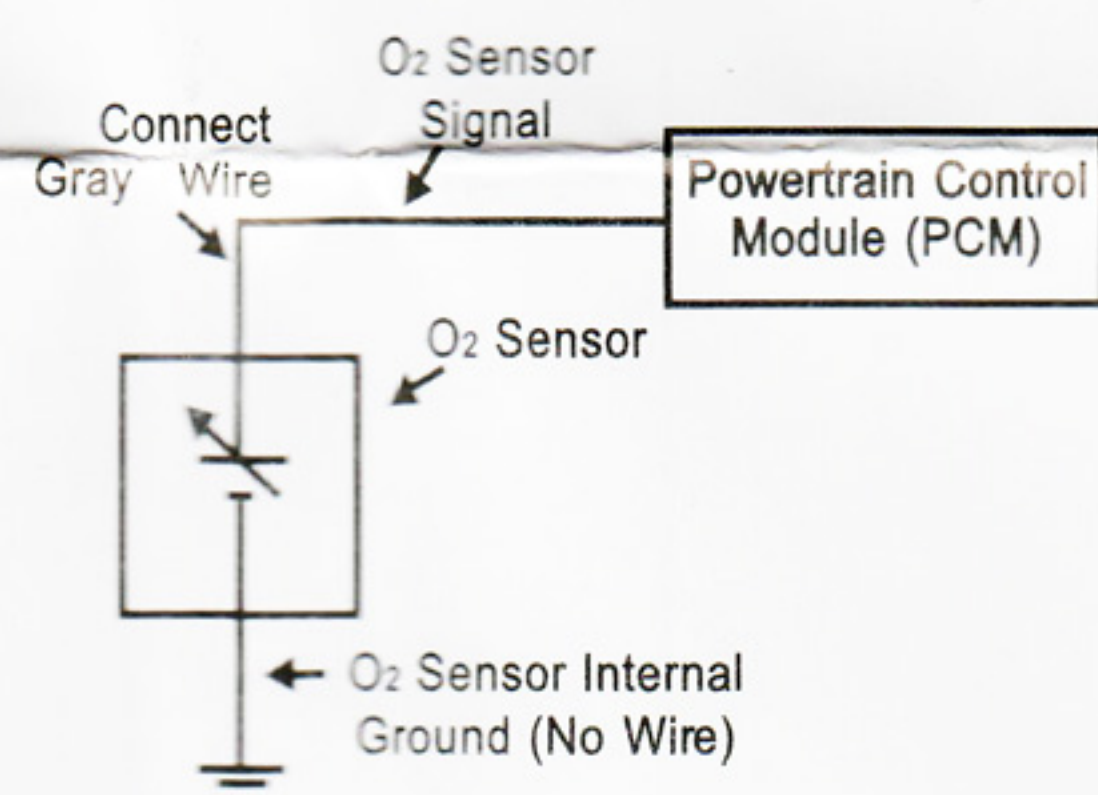 O2 Sensor
Signal
Connect
Gray Wire
Powertrain Control
Module (PCM)
O2 Sensor
O2 Sensor Internal
Ground (No Wire)